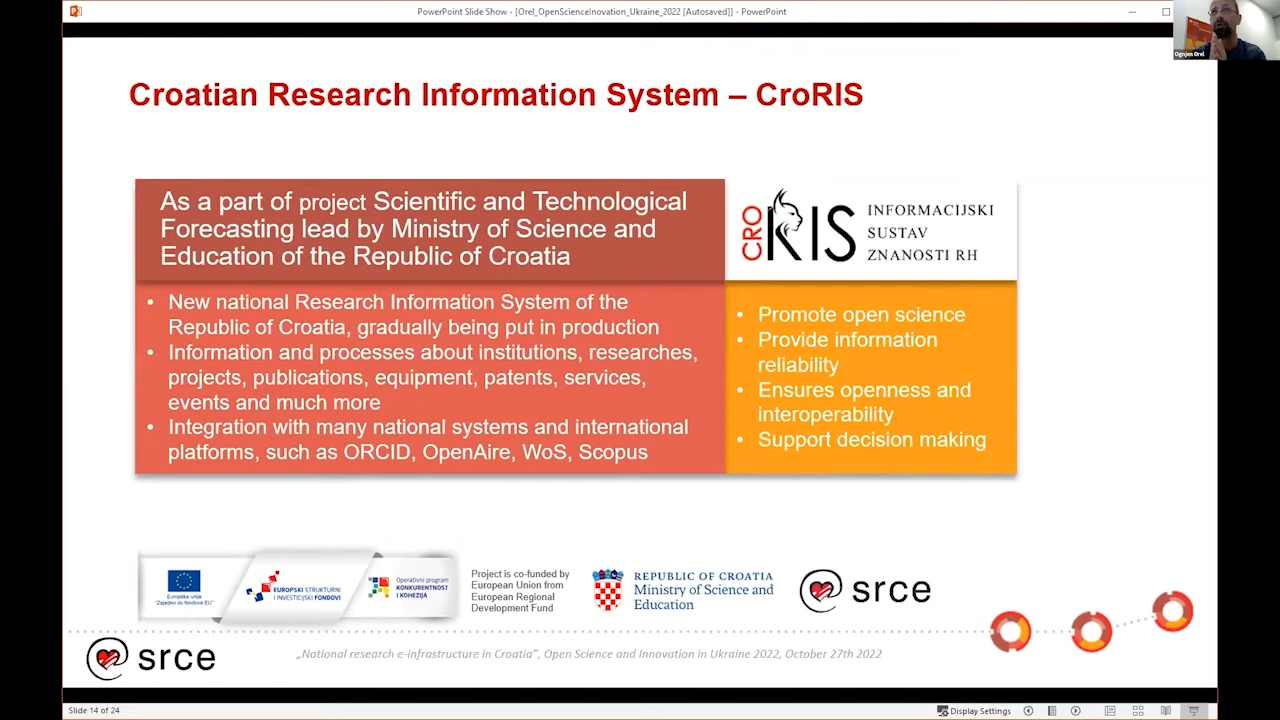 PowerPoint Slide Show - [Orel_OpenScienceInovation_Ukraine_2022 [Autosaved]] - PowerPoint
Ognjen Orel
Croatian Research Information System – CroRIS
As a part of project Scientific and Technological
Forecasting lead by Ministry of Science and
Education of the Republic of Croatia
• New national Research Information System of the
Republic of Croatia, gradually being put in production
• Information and processes about institutions, researches,
projects, publications, equipment, patents, services,
events and much more
• Integration with many national systems and international
platforms, such as ORCID, OpenAire, WoS, Scopus
CRO RIS
INFORMACIJSKI
SUSTAV
ZNANOSTI RH
• Promote open science
• Provide information
reliability
• Ensures openness and
interoperability
• Support decision making
Europska unija
"Zajedno do fondova EU"
EUROPSKI STRUKTURNI
I INVESTICIJSKI FONDOVI
Operativni program
KONKURENTNOST
I KOHEZIJA
Project is co-funded by
European Union from
European Regional
Development Fund
REPUBLIC OF CROATIA
Ministry of Science and
Education
srce
srce
„National research e-infrastructure in Croatia”, Open Science and Innovation in Ukraine 2022, October 27th 2022
Slide 14 of 24
Display Settings